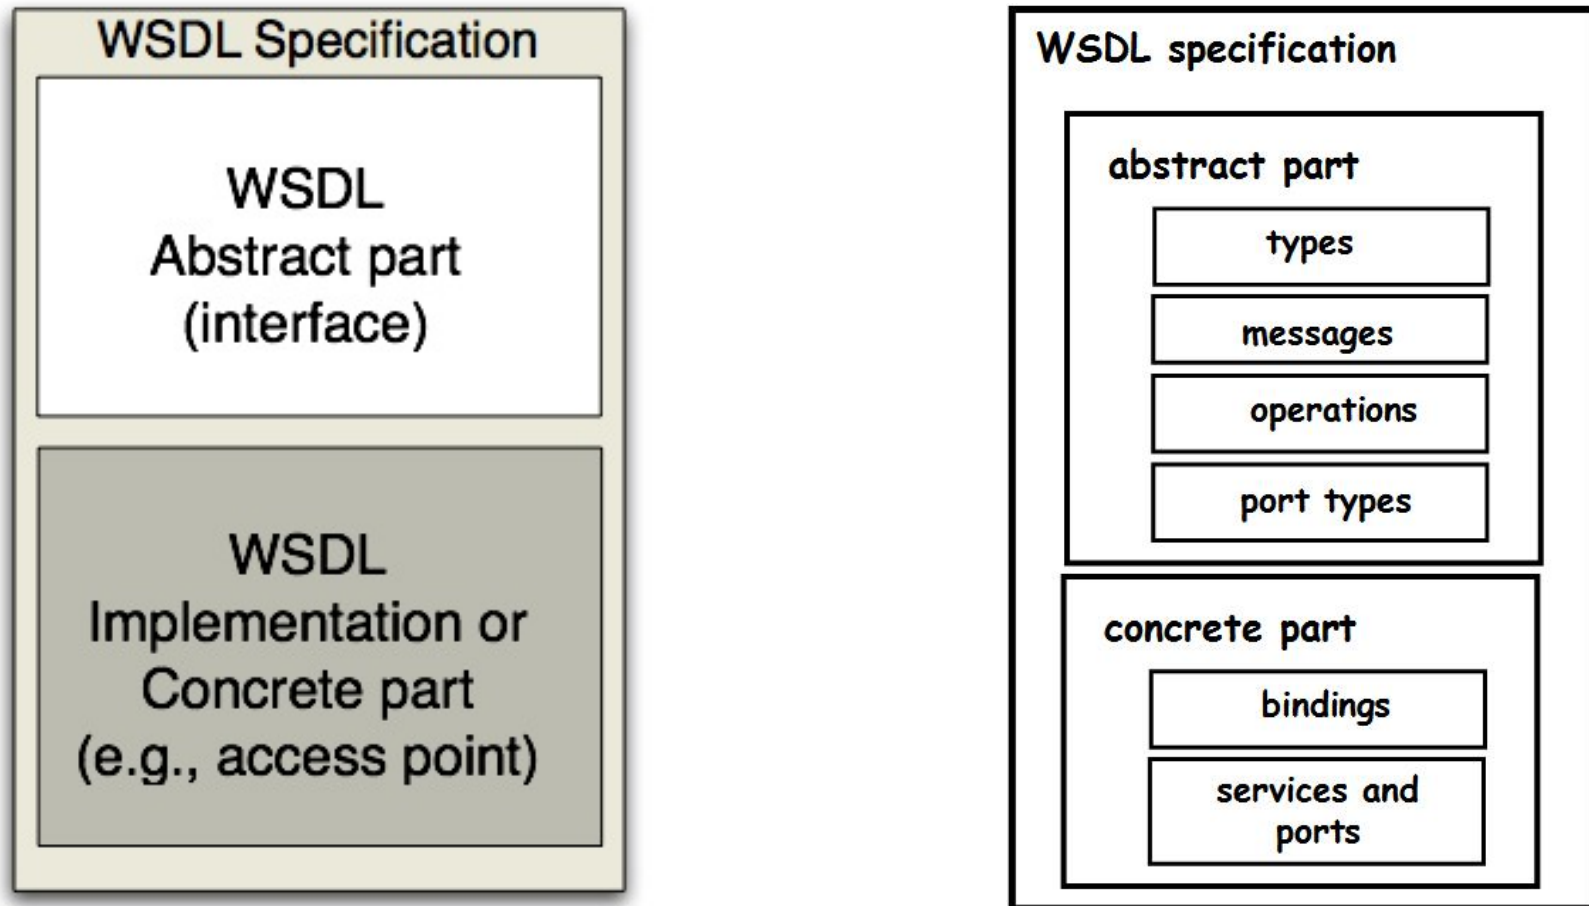 WSDL Specification
WSDL
Abstract part
(interface)
WSDL
Implementation or
Concrete part
(e.g., access point)
WSDL specification
abstract part
types
messages
operations
port types
concrete part
bindings
services and
ports